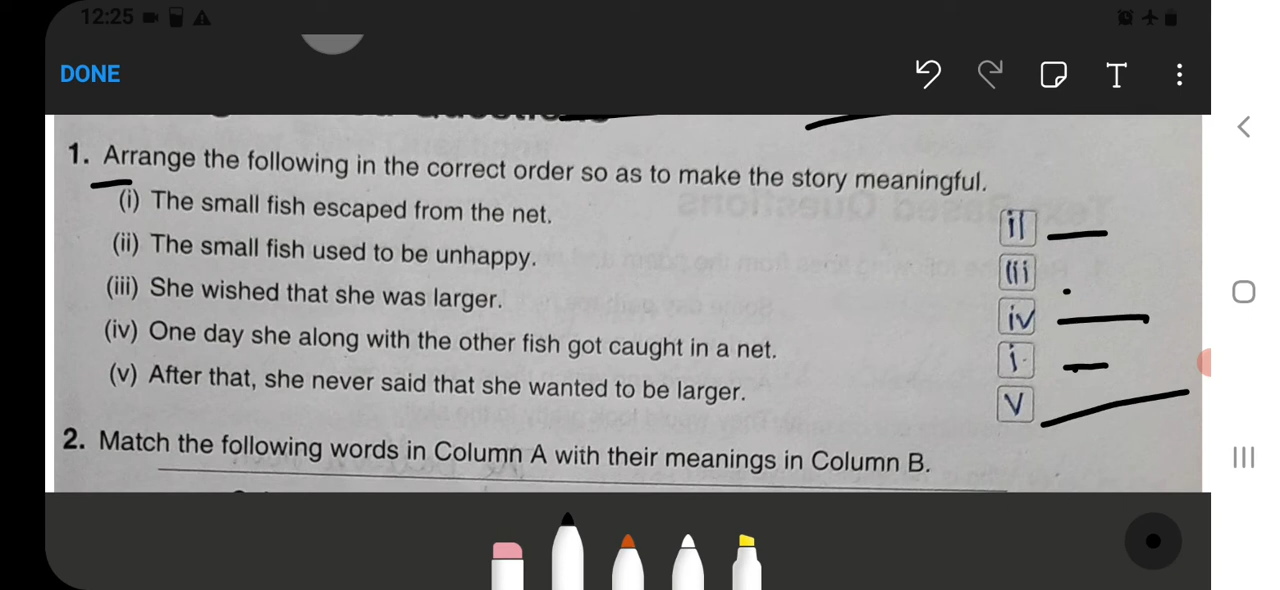 12:25
DONE
T
1. Arrange the following in the correct order so as to make the story meaningful.
(i) The small fish escaped from the net.
ii
(ii) The small fish used to be unhappy.
iii
(iii) She wished that she was larger.
iv
(iv) One day she along with the other fish got caught in a net.
i
(v) After that, she never said that she wanted to be larger.
v
2. Match the following words in Column A with their meanings in Column B.